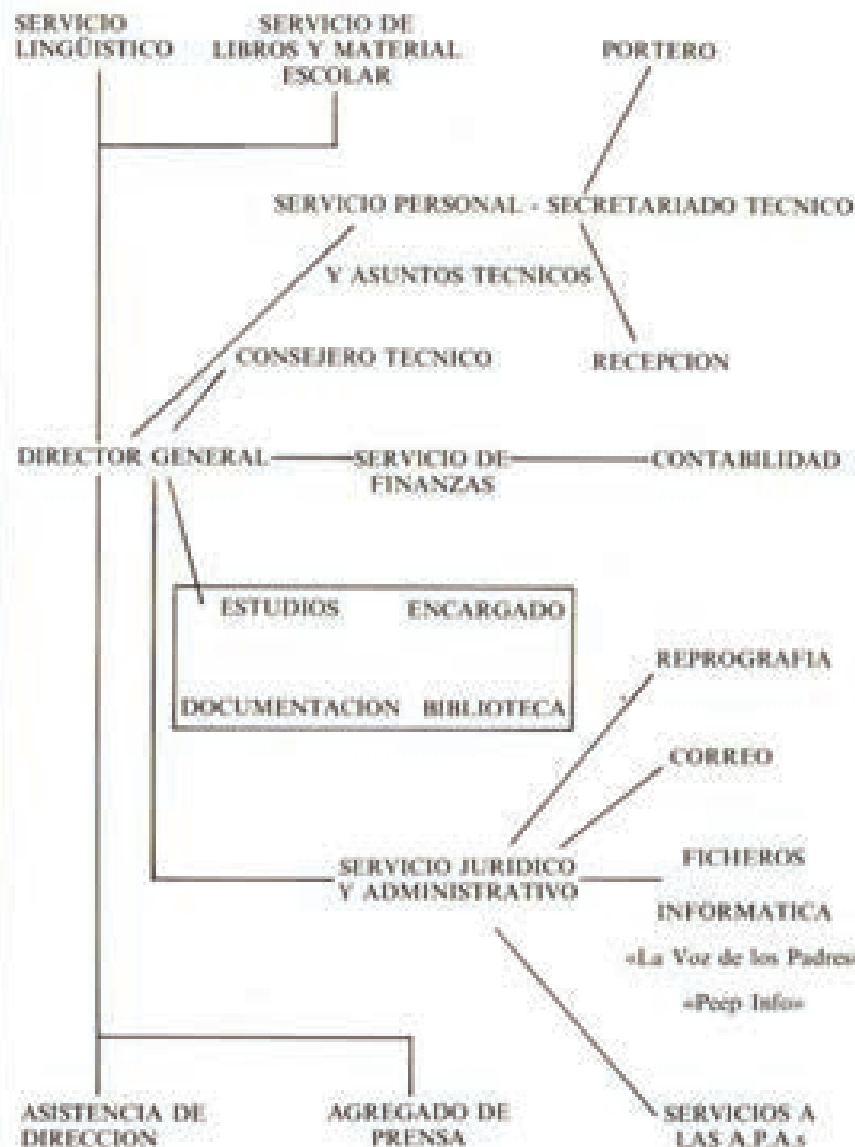 SERVICIO
LINGÜISTICO
SERVICIO DE
LIBROS Y MATERIAL
ESCOLAR
PORTERO
SERVICIO PERSONAL - SECRETARIADO TECNICO
Y ASUNTOS TECNICOS
CONSEJERO TECNICO
RECEPCION
DIRECTOR GENERAL
SERVICIO DE
FINANZAS
CONTABILIDAD
ESTUDIOS
ENCARGADO
DOCUMENTACION
BIBLIOTECA
REPROGRAFIA
CORREO
SERVICIO JURIDICO
Y ADMINISTRATIVO
FICHEROS
INFORMATICA
«La Voz de los Padres
«Peep Info»
ASISTENCIA DE
DIRECCION
AGREGADO DE
PRENSA
SERVICIOS A
LAS A.P.As